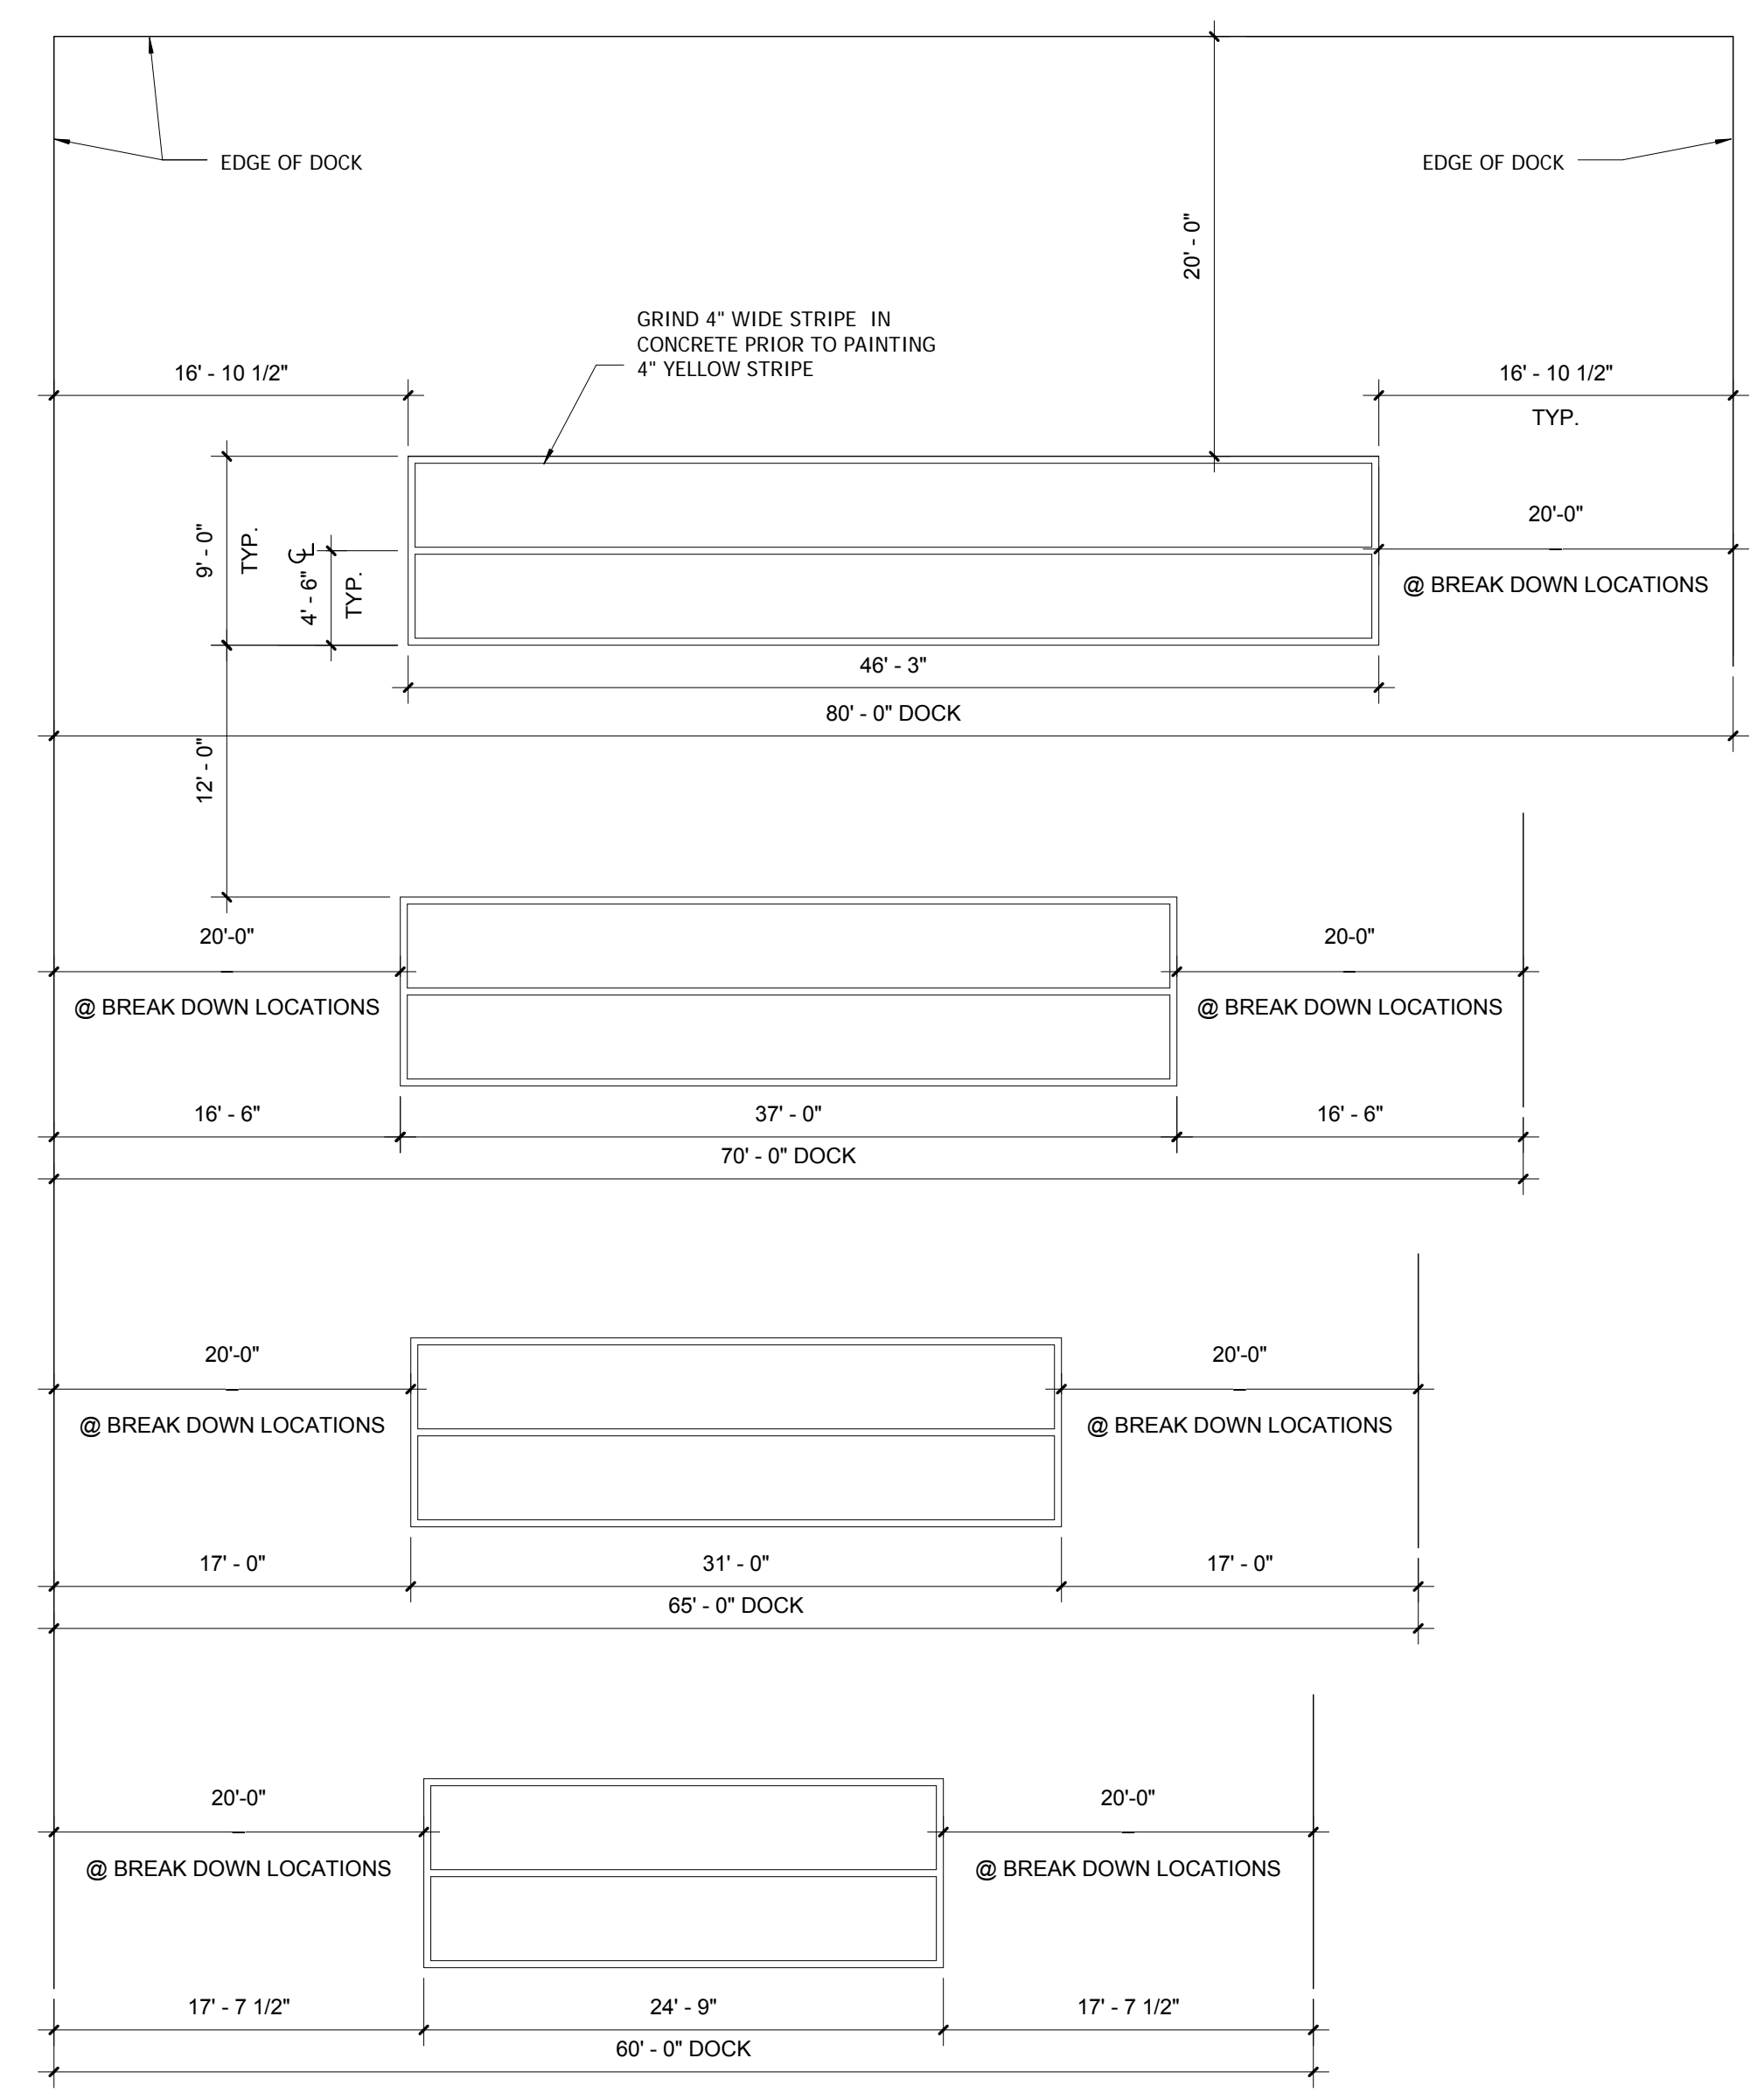 EDGE OF DOCK
EDGE OF DOCK
20' - 0"
GRIND 4" WIDE STRIPE IN
CONCRETE PRIOR TO PAINTING
4" YELLOW STRIPE
16' - 10 1/2"
16' - 10 1/2"
TYP.
9' - 0"
TYP.
4' - 6" ℄
TYP.
20'-0"
@ BREAK DOWN LOCATIONS
46' - 3"
80' - 0" DOCK
12' - 0"
20'-0"
@ BREAK DOWN LOCATIONS
20-0"
@ BREAK DOWN LOCATIONS
16' - 6"
37' - 0"
16' - 6"
70' - 0" DOCK
20'-0"
@ BREAK DOWN LOCATIONS
20'-0"
@ BREAK DOWN LOCATIONS
17' - 0"
31' - 0"
17' - 0"
65' - 0" DOCK
20'-0"
@ BREAK DOWN LOCATIONS
20'-0"
@ BREAK DOWN LOCATIONS
17' - 7 1/2"
24' - 9"
17' - 7 1/2"
60' - 0" DOCK